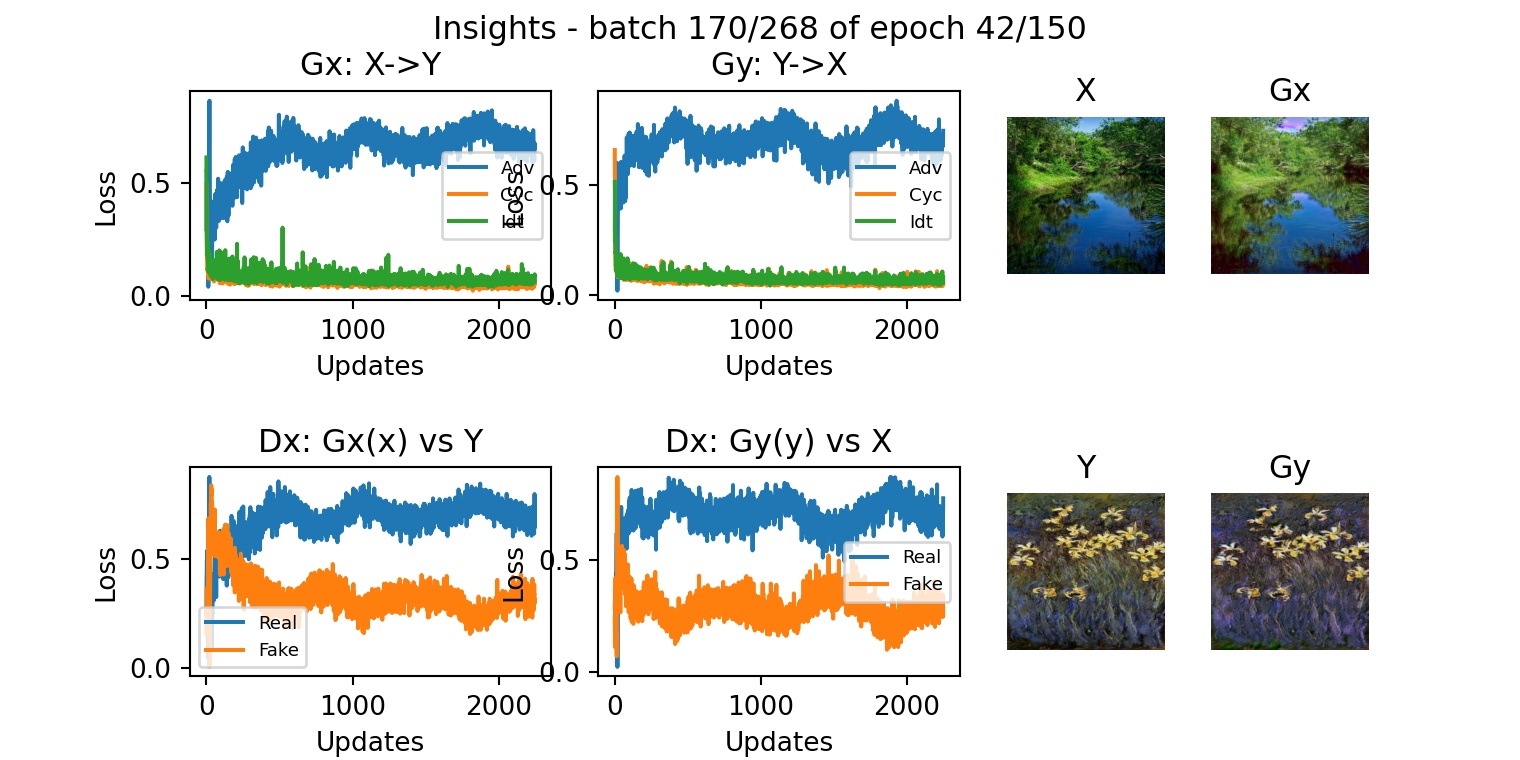 Insights - batch 170/268 of epoch 42/150
Gx: X->Y
Gy: Y->X
X
Gx
Loss
0.5
0.0
Adv
Cyc
Idt
0
1000
2000
Updates
Loss
0.5
0.0
Adv
Cyc
Idt
0
1000
2000
Updates
Dx: Gx(x) vs Y
Dx: Gy(y) vs X
Y
Gy
Loss
0.5
0.0
Real
Fake
0
1000
2000
Updates
Loss
0.5
0.0
Real
Fake
0
1000
2000
Updates